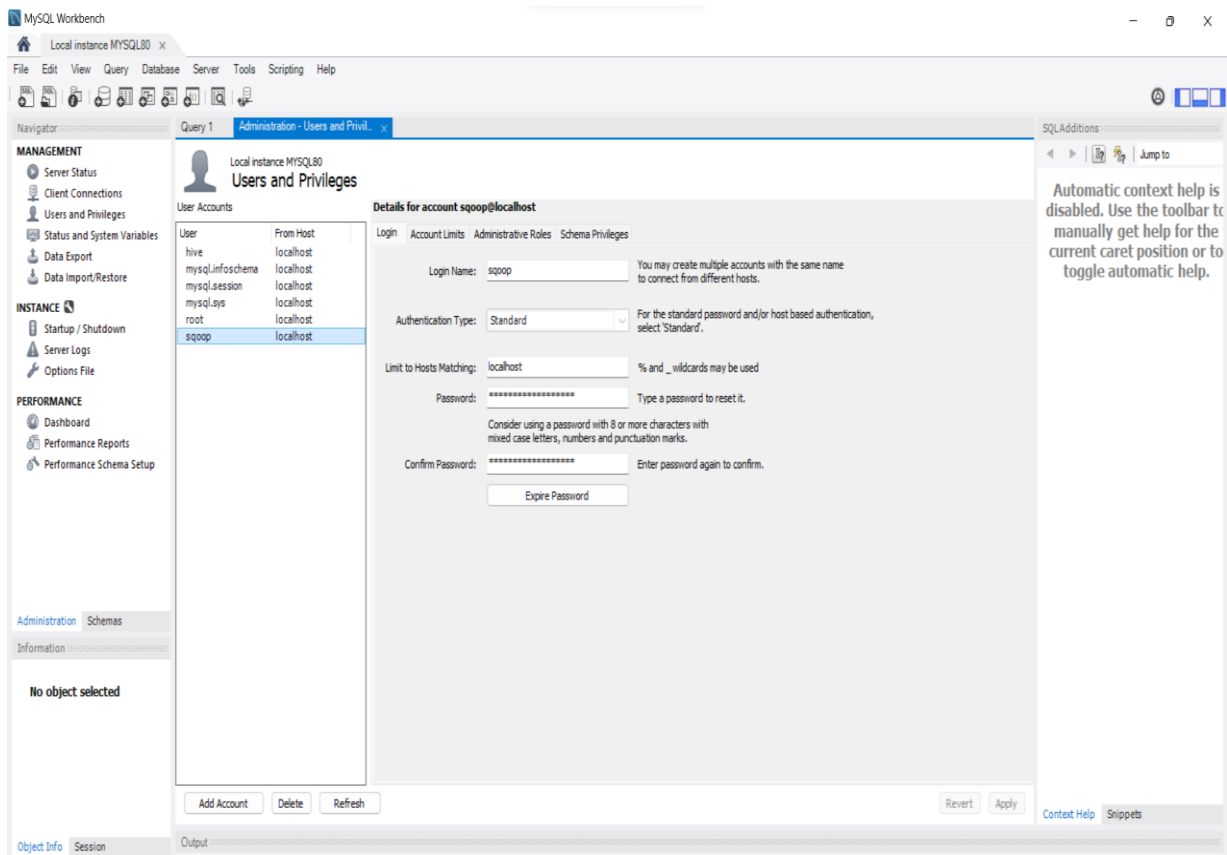 MySQL Workbench
Local instance MYSQL80 x
File Edit View Query Database Server Tools Scripting Help
Navigator
MANAGEMENT
Server Status
Client Connections
Users and Privileges
Status and System Variables
Data Export
Data Import/Restore
INSTANCE
Startup / Shutdown
Server Logs
Options File
PERFORMANCE
Dashboard
Performance Reports
Performance Schema Setup
Administration Schemas
Information
No object selected
Object Info Session
Query 1 Administration - Users and Privil.. x
Local instance MYSQL80
Users and Privileges
User Accounts
User From Host
hive localhost
mysql.infoschema localhost
mysql.session localhost
mysql.sys localhost
root localhost
sqoop localhost
Add Account Delete Refresh
Details for account sqoop@localhost
Login Account Limits Administrative Roles Schema Privileges
Login Name: sqoop You may create multiple accounts with the same name
to connect from different hosts.
Authentication Type: Standard For the standard password and/or host based authentication,
select 'Standard'.
Limit to Hosts Matching: localhost % and _ wildcards may be used
Password: ****************** Type a password to reset it.
Consider using a password with 8 or more characters with
mixed case letters, numbers and punctuation marks.
Confirm Password: ****************** Enter password again to confirm.
Expire Password
Revert Apply
Output
SQLAdditions
Jump to
Automatic context help is
disabled. Use the toolbar to
manually get help for the
current caret position or to
toggle automatic help.
Context Help Snippets